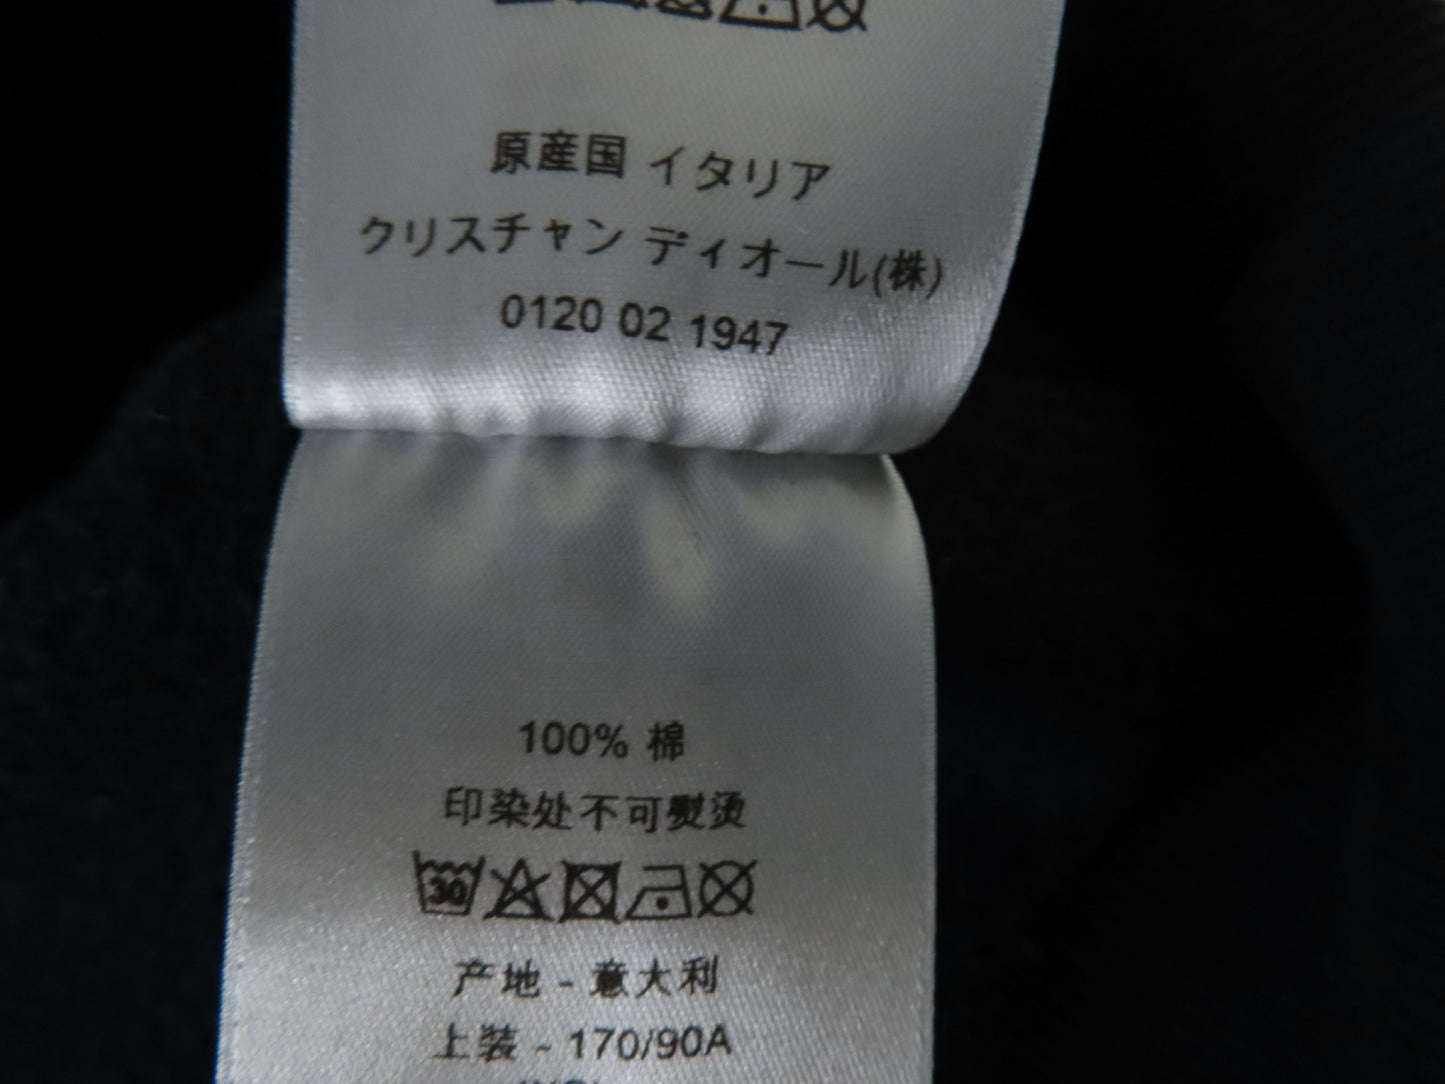 原産国 イタリア
クリスチャン ディオール(株)
0120 02 1947
100% 棉
印染处不可熨烫
30
产地 - 意大利
上装 - 170/90A